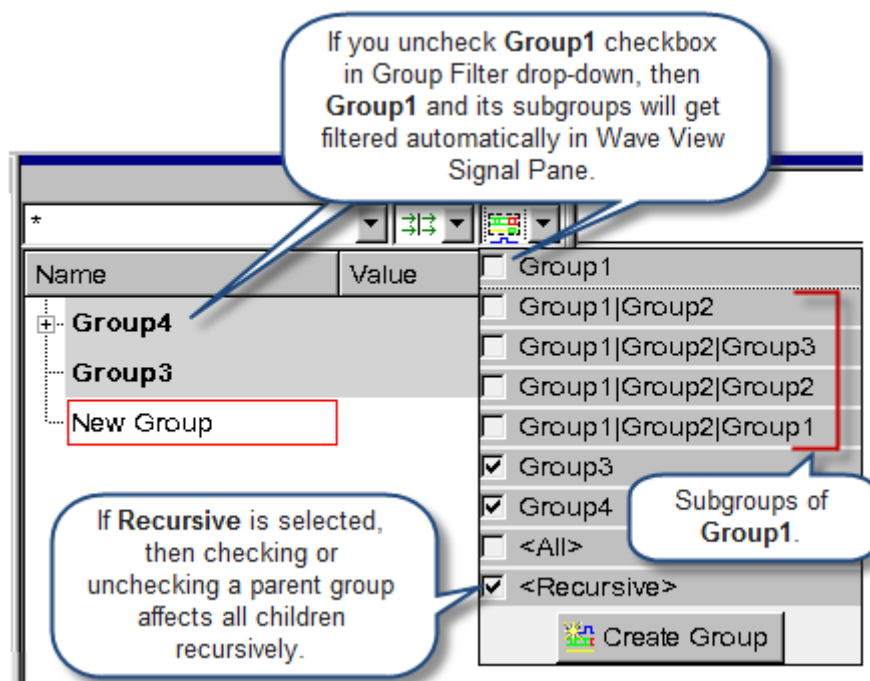 If you uncheck Group1 checkbox
in Group Filter drop-down, then
Group1 and its subgroups will get
filtered automatically in Wave View
Signal Pane.
*
Name
Value
Group4
Group3
New Group
Group1
Group1|Group2
Group1|Group2|Group3
Group1|Group2|Group2
Group1|Group2|Group1
Group3
Group4
<All>
<Recursive>
Create Group
Subgroups of
Group1.
If Recursive is selected,
then checking or
unchecking a parent group
affects all children
recursively.